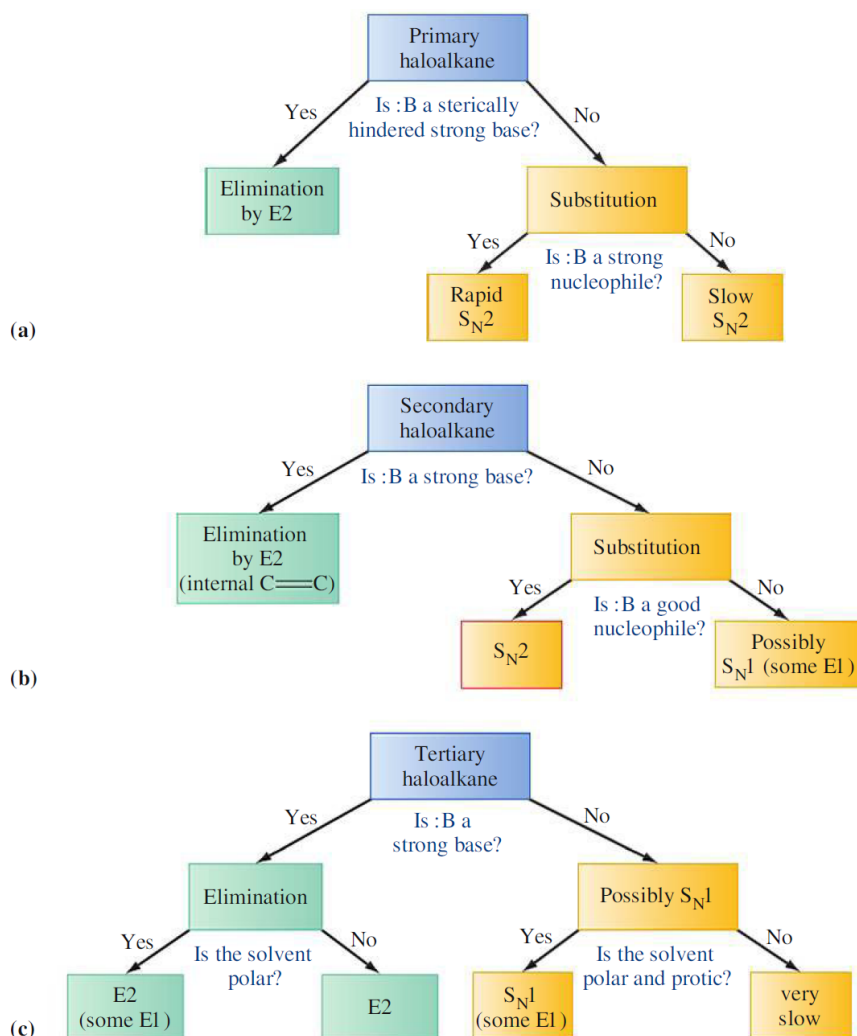 Primary
haloalkane
Yes
Is :B a sterically
hindered strong base?
No
Elimination
by E2
Substitution
Yes
Is :B a strong
nucleophile?
No
Rapid
SN2
Slow
SN2
(a)
Secondary
haloalkane
Yes
Is :B a strong base?
No
Elimination
by E2
(internal C=C)
Substitution
Yes
Is :B a good
nucleophile?
No
SN2
Possibly
SN1 (some E1)
(b)
Tertiary
haloalkane
Yes
Is :B a
strong base?
No
Elimination
Possibly SN1
Yes
Is the solvent
polar?
No
Yes
Is the solvent
polar and protic?
No
E2
(some E1)
E2
SN1
(some E1)
very
slow
(c)